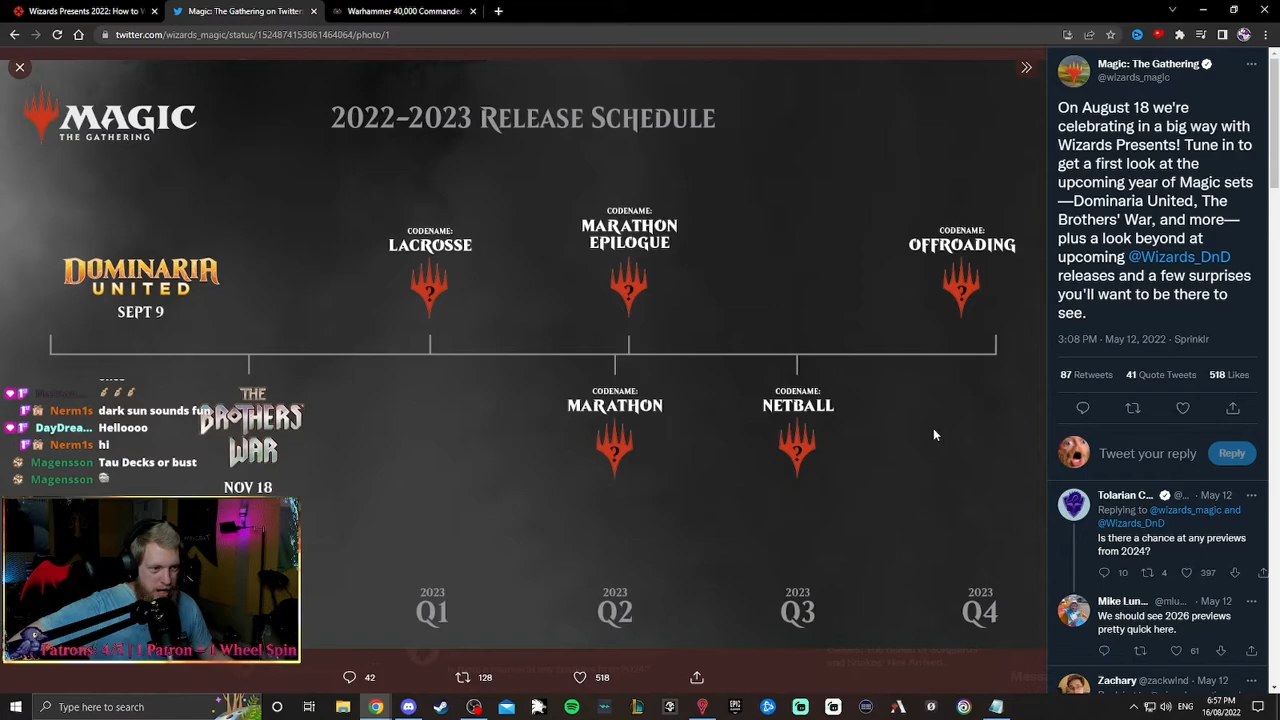 Wizards Presents 2022: How to W
Magic: The Gathering on Twitter:
Warhammer 40,000 Commander
twitter.com/wizards_magic/status/1524874153861464064/photo/1
MAGIC
THE GATHERING
2022-2023 RELEASE SCHEDULE
DOMINARIA
UNITED
SEPT 9
CODENAME:
LACROSSE
?
CODENAME:
MARATHON
EPILOGUE
?
CODENAME:
OFFROADING
?
THE
BROTHERS'
WAR
NOV 18
CODENAME:
MARATHON
?
CODENAME:
NETBALL
?
2023
Q1
2023
Q2
2023
Q3
2023
Q4
Nerm1s dark sun sounds fun
DayDrea... Helloooo
Nerm1s hi
Magensson Tau Decks or bust
Magensson
Patrons: 4/5 | 1 Patron = 1 Wheel Spin
42
128
518
Magic: The Gathering
@wizards_magic
On August 18 we're
celebrating in a big way with
Wizards Presents! Tune in to
get a first look at the
upcoming year of Magic sets
—Dominaria United, The
Brothers' War, and more—
plus a look beyond at
upcoming @Wizards_DnD
releases and a few surprises
you'll want to be there to
see.
3:08 PM · May 12, 2022 · Sprinklr
87 Retweets 41 Quote Tweets 518 Likes
Tweet your reply
Reply
Tolarian C... @... · May 12
Replying to @wizards_magic and
@Wizards_DnD
Is there a chance at any previews
from 2024?
10 4 397
Mike Lun... @mlu... · May 12
We should see 2026 previews
pretty quick here.
61
Zachary @zackwlnd · May 12
Type here to search
ENG
6:57 PM
16/08/2022